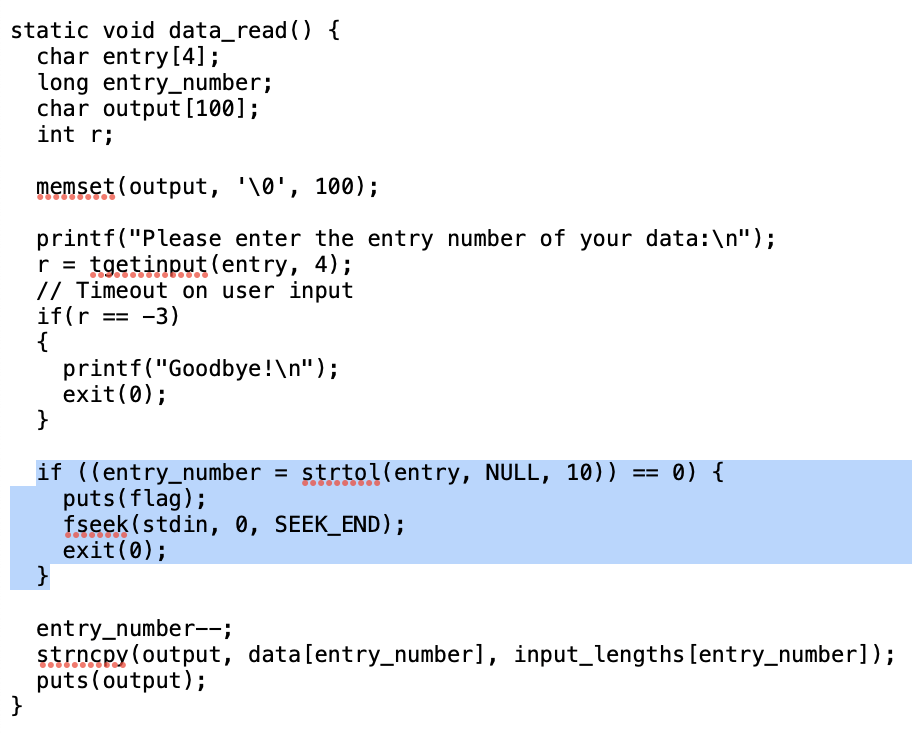 static void data_read() {
  char entry[4];
  long entry_number;
  char output[100];
  int r;

  memset(output, '\0', 100);

  printf("Please enter the entry number of your data:\n");
  r = tgetinput(entry, 4);
  // Timeout on user input
  if(r == -3)
  {
    printf("Goodbye!\n");
    exit(0);
  }

  if ((entry_number = strtol(entry, NULL, 10)) == 0) {
    puts(flag);
    fseek(stdin, 0, SEEK_END);
    exit(0);
  }

  entry_number--;
  strncpy(output, data[entry_number], input_lengths[entry_number]);
  puts(output);
}